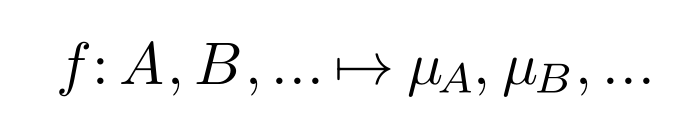 f: A, B, ... ↦ μ_A, μ_B, ...